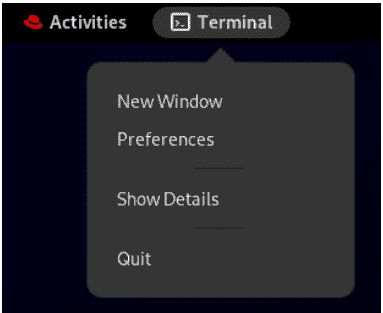 Activities Terminal
New Window
Preferences
Show Details
Quit